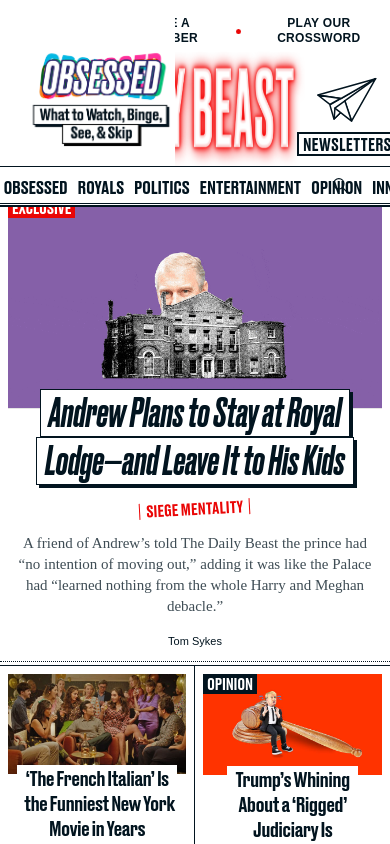 E A
BER
PLAY OUR
CROSSWORD
OBSESSED
What to Watch, Binge,
See, & Skip
Y BEAST
NEWSLETTERS
OBSESSED ROYALS POLITICS ENTERTAINMENT OPINION INN
EXCLUSIVE
Andrew Plans to Stay at Royal
Lodge—and Leave It to His Kids
SIEGE MENTALITY
A friend of Andrew’s told The Daily Beast the prince had
“no intention of moving out,” adding it was like the Palace
had “learned nothing from the whole Harry and Meghan
debacle.”
Tom Sykes
‘The French Italian’ Is
the Funniest New York
Movie in Years
OPINION
Trump’s Whining
About a ‘Rigged’
Judiciary Is